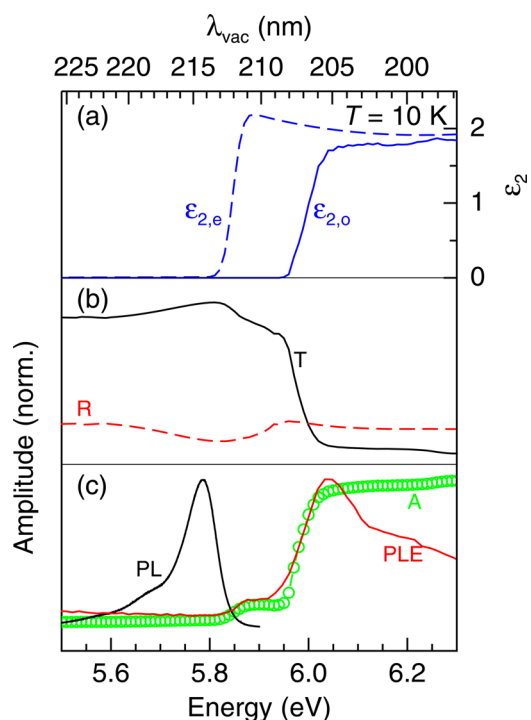 λvac (nm)
225 220 215 210 205 200
(a)
T = 10 K
2
ε2,e
ε2,o
1
ε2
0
(b)
T
R
Amplitude (norm.)
(c)
A
PL
PLE
5.6 5.8 6.0 6.2
Energy (eV)